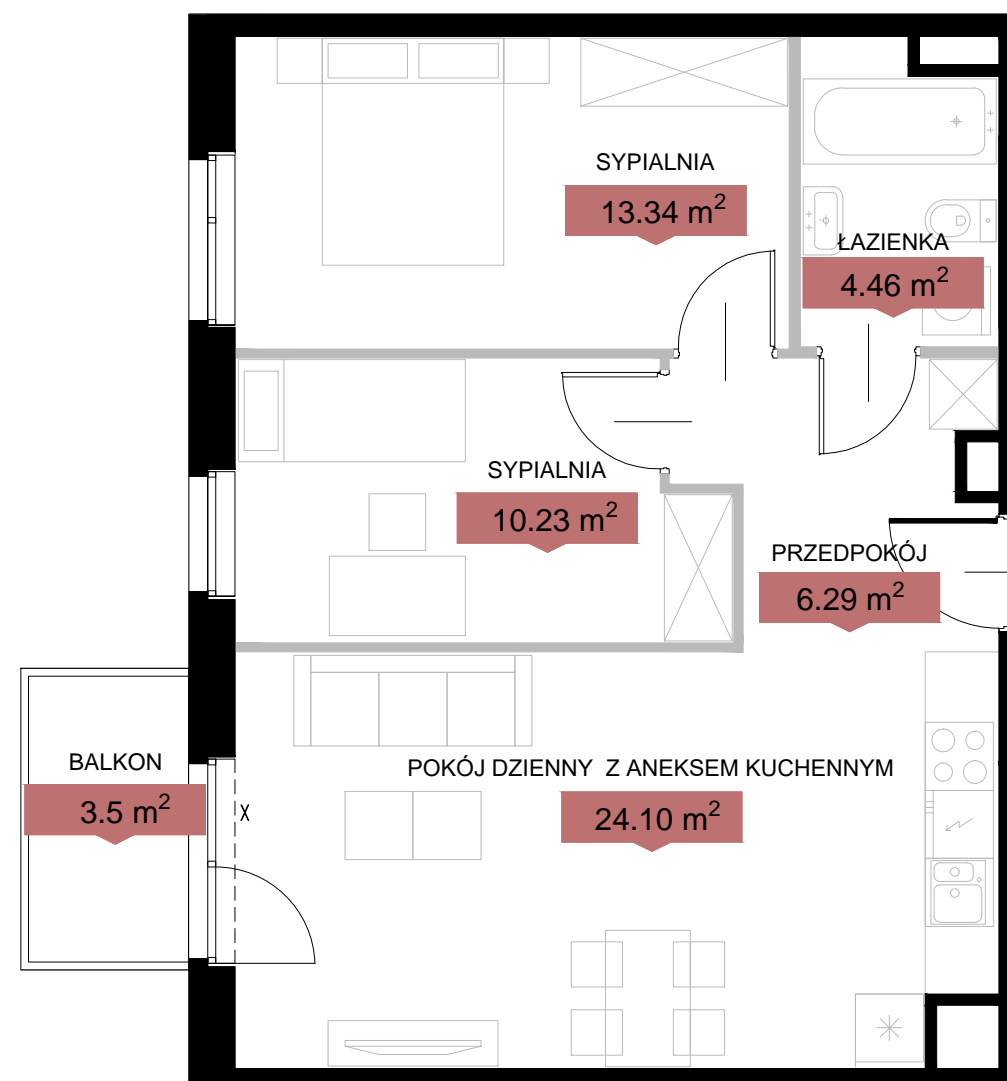 SYPIALNIA
13.34 m²
ŁAZIENKA
4.46 m²
SYPIALNIA
10.23 m²
PRZEDPOKÓJ
6.29 m²
BALKON
3.5 m²
X
POKÓJ DZIENNY Z ANEKSEM KUCHENNYM
24.10 m²